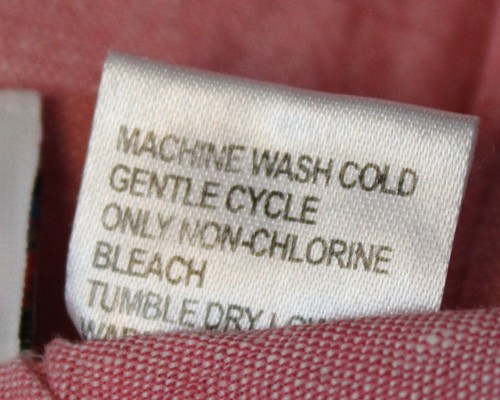 MACHINE WASH COLD
GENTLE CYCLE
ONLY NON-CHLORINE
BLEACH
TUMBLE DRY